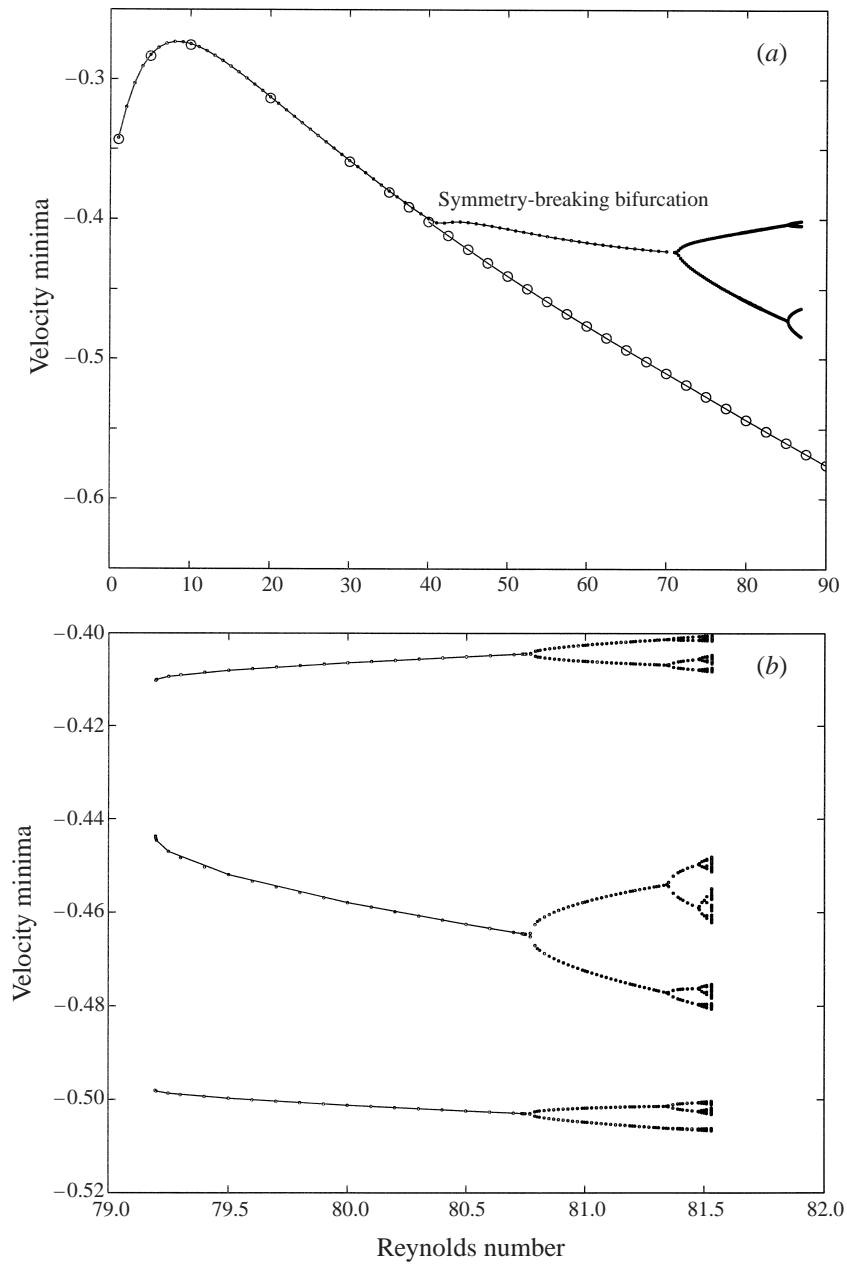 (a)
−0.3
−0.4
−0.5
−0.6
Velocity minima
Symmetry-breaking bifurcation
0 10 20 30 40 50 60 70 80 90
(b)
−0.40
−0.42
−0.44
−0.46
−0.48
−0.50
−0.52
Velocity minima
79.0 79.5 80.0 80.5 81.0 81.5 82.0
Reynolds number